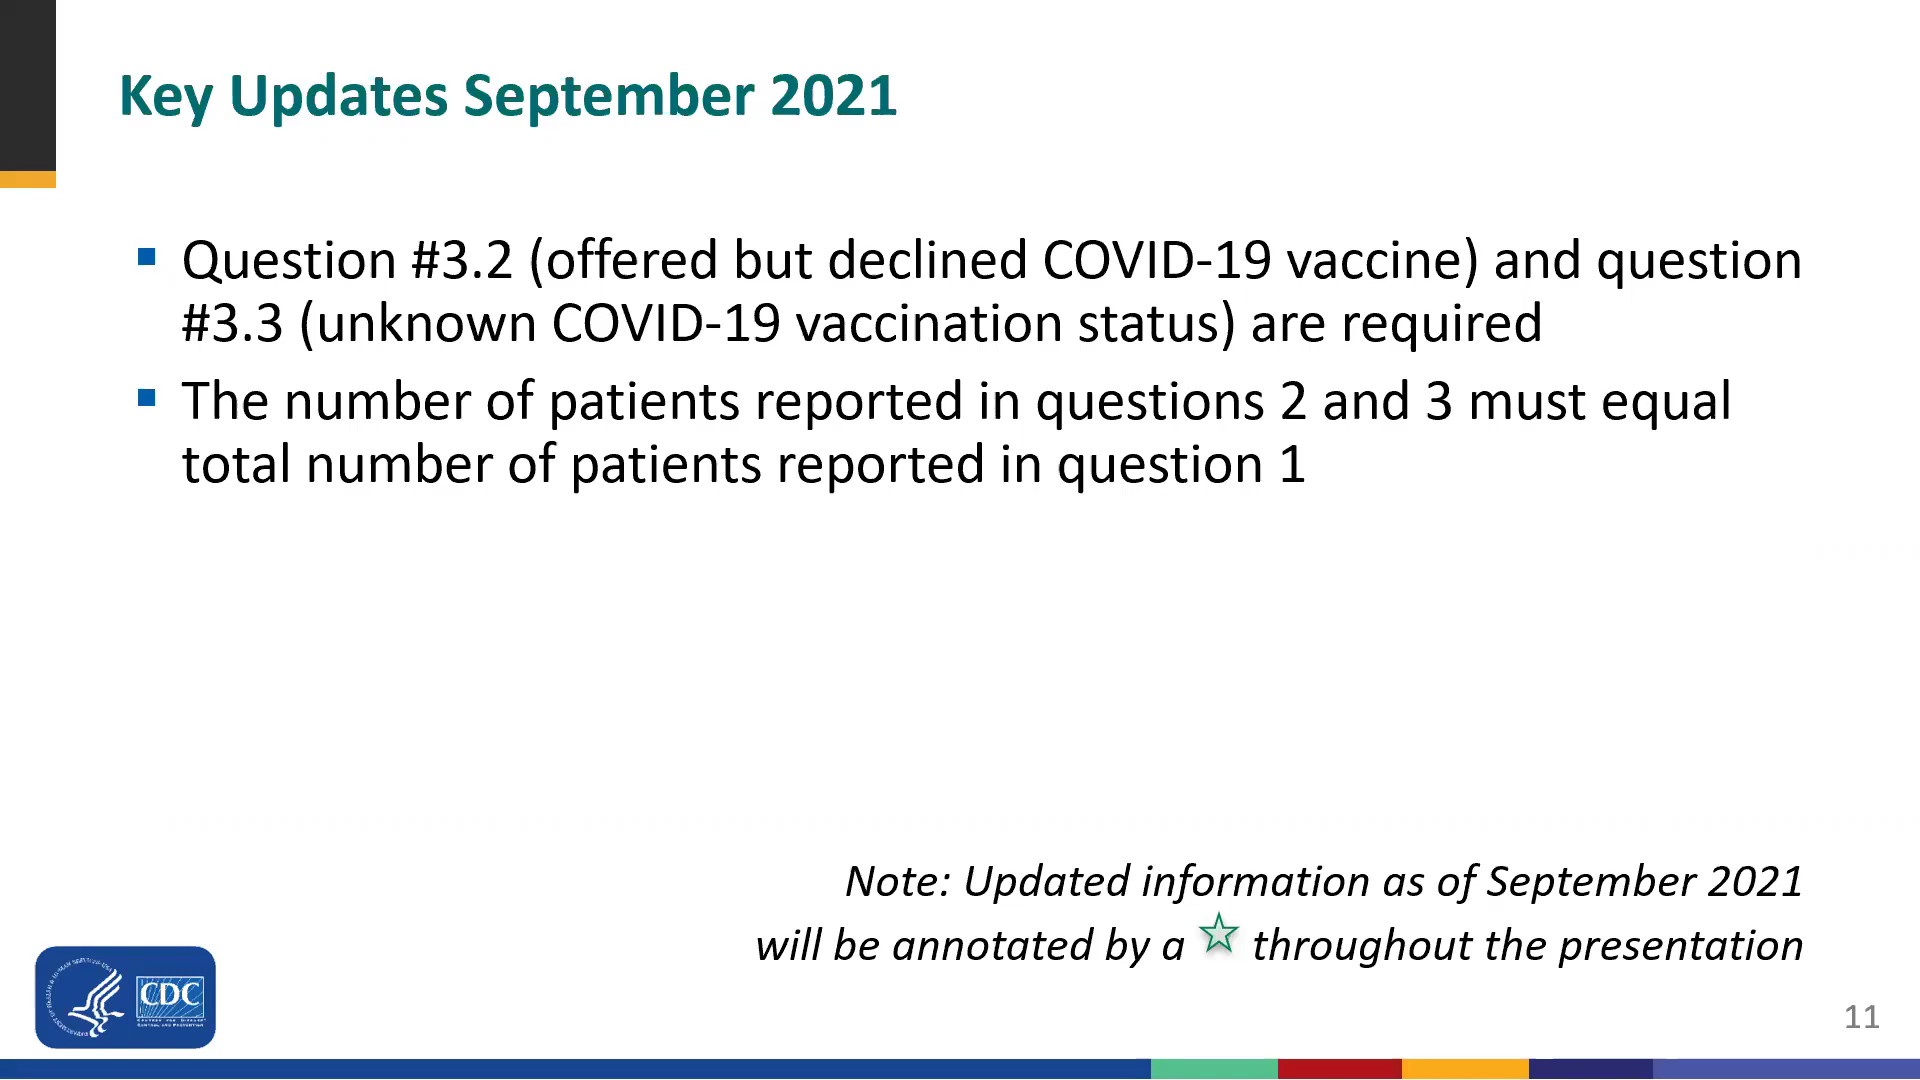 Key Updates September 2021
Question #3.2 (offered but declined COVID-19 vaccine) and question
#3.3 (unknown COVID-19 vaccination status) are required
The number of patients reported in questions 2 and 3 must equal
total number of patients reported in question 1
Note: Updated information as of September 2021
will be annotated by a throughout the presentation
CDC
11